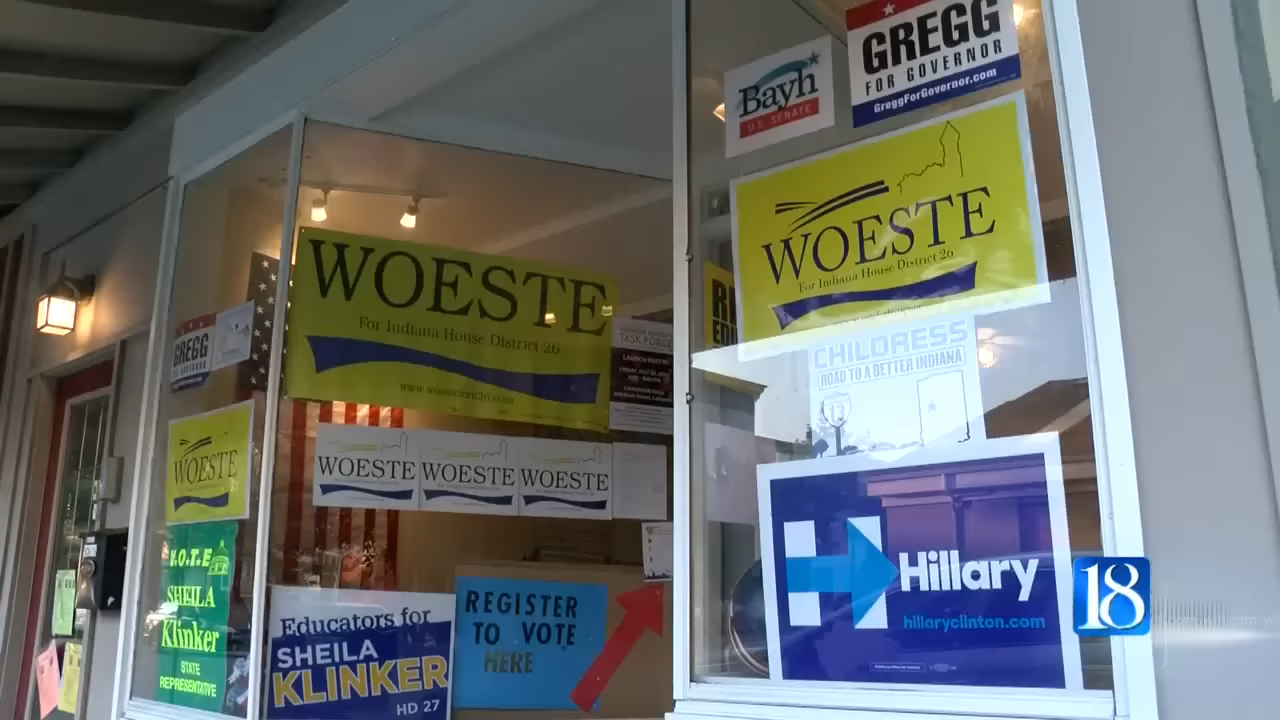 GREGG
FOR GOVERNOR
GreggForGovernor.com
Bayh
U.S. SENATE
WOESTE
For Indiana House District 26
WOESTE
For Indiana House District 26
GREGG
TASK FORCE
CHILDRESS
ROAD TO A BETTER INDIANA
WOESTE
WOESTE
WOESTE
WOESTE
Hillary
hillaryclinton.com
18
V.O.T.E
SHEILA
Klinker
STATE
REPRESENTATIVE
Educators for
SHEILA
KLINKER
HD 27
REGISTER
TO VOTE
HERE